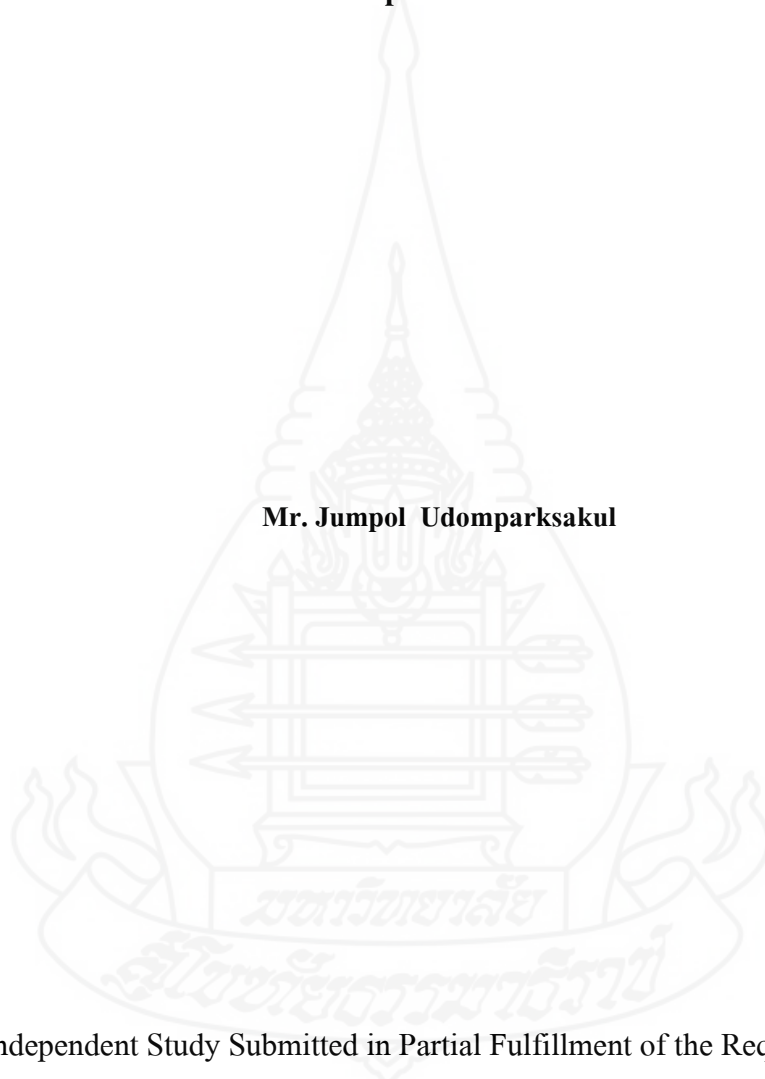 Mr. Jumpol Udomparksakul
มหาวิทยาลัย
สุโขทัยธรรมาธิราช
ndependent Study Submitted in Partial Fulfillment of the Rec